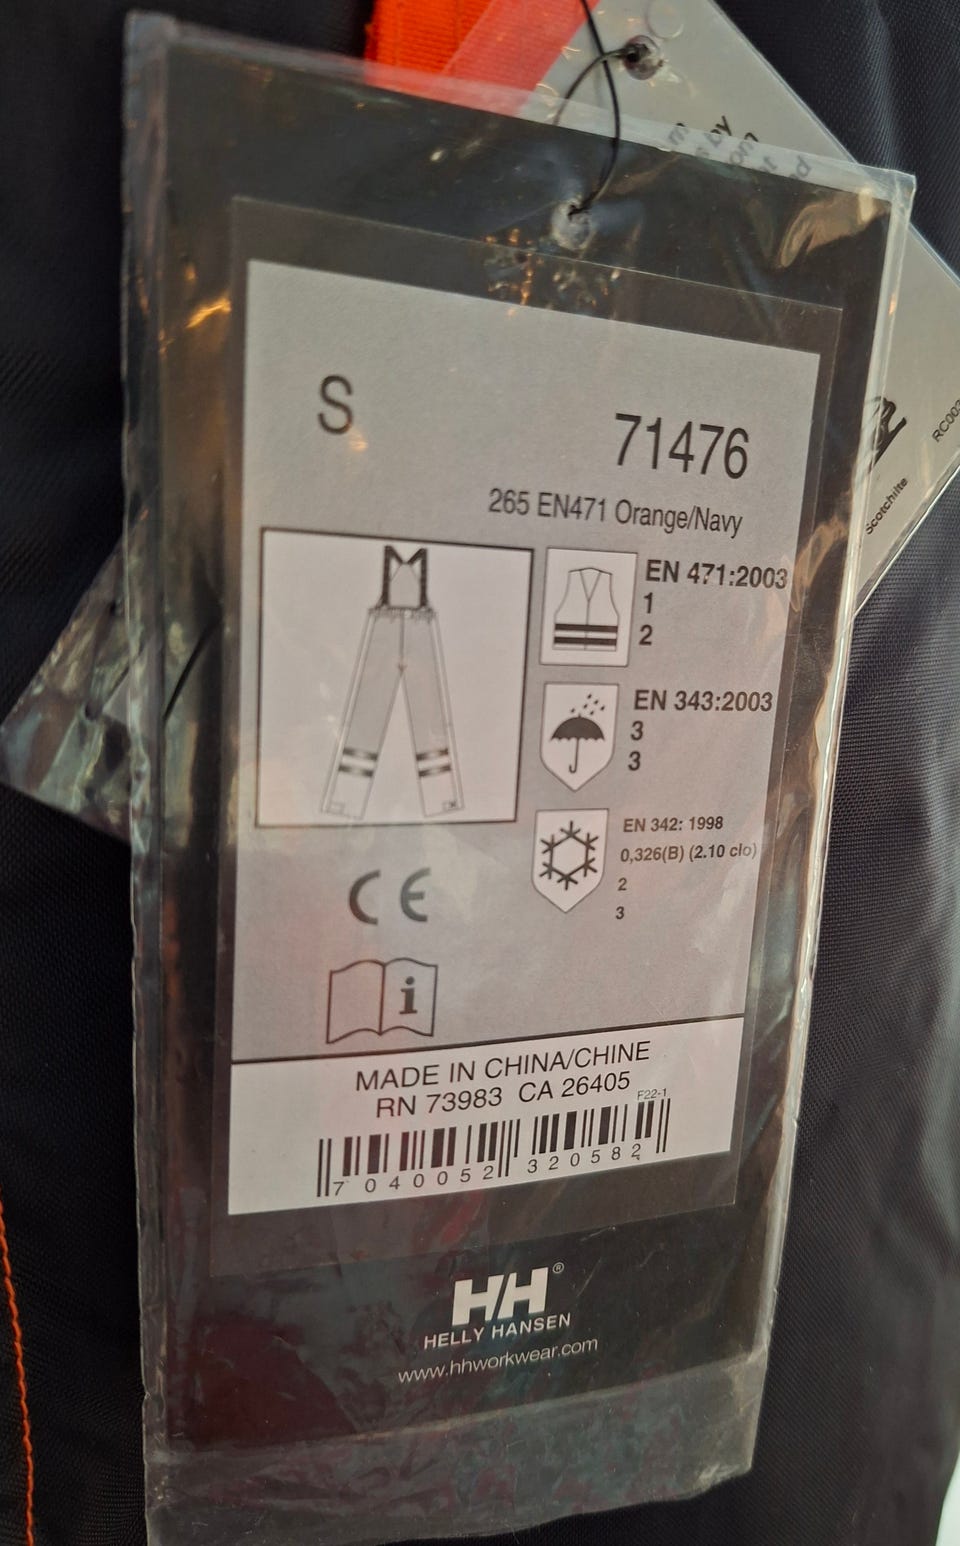 S
71476
265 EN471 Orange/Navy
EN 471:2003
1
2
EN 343:2003
3
3
EN 342: 1998
0,326(B) (2.10 clo)
2
3
CE
i
MADE IN CHINA/CHINE
RN 73983 CA 26405
F22-1
7 040052 320582
HH®
HELLY HANSEN
www.hhworkwear.com
Scotchlite